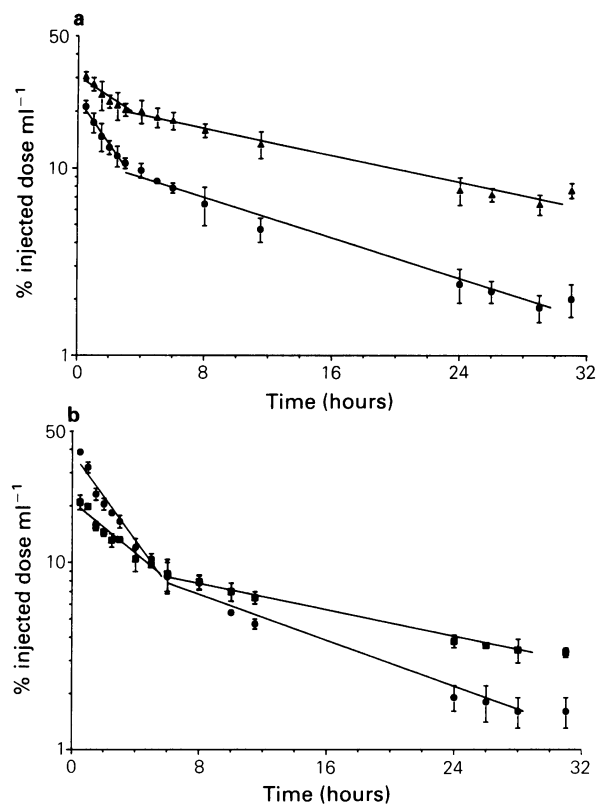 a
50
10
1
% injected dose ml⁻¹
0 8 16 24 32
Time (hours)
b
50
10
1
% injected dose ml⁻¹
0 8 16 24 32
Time (hours)